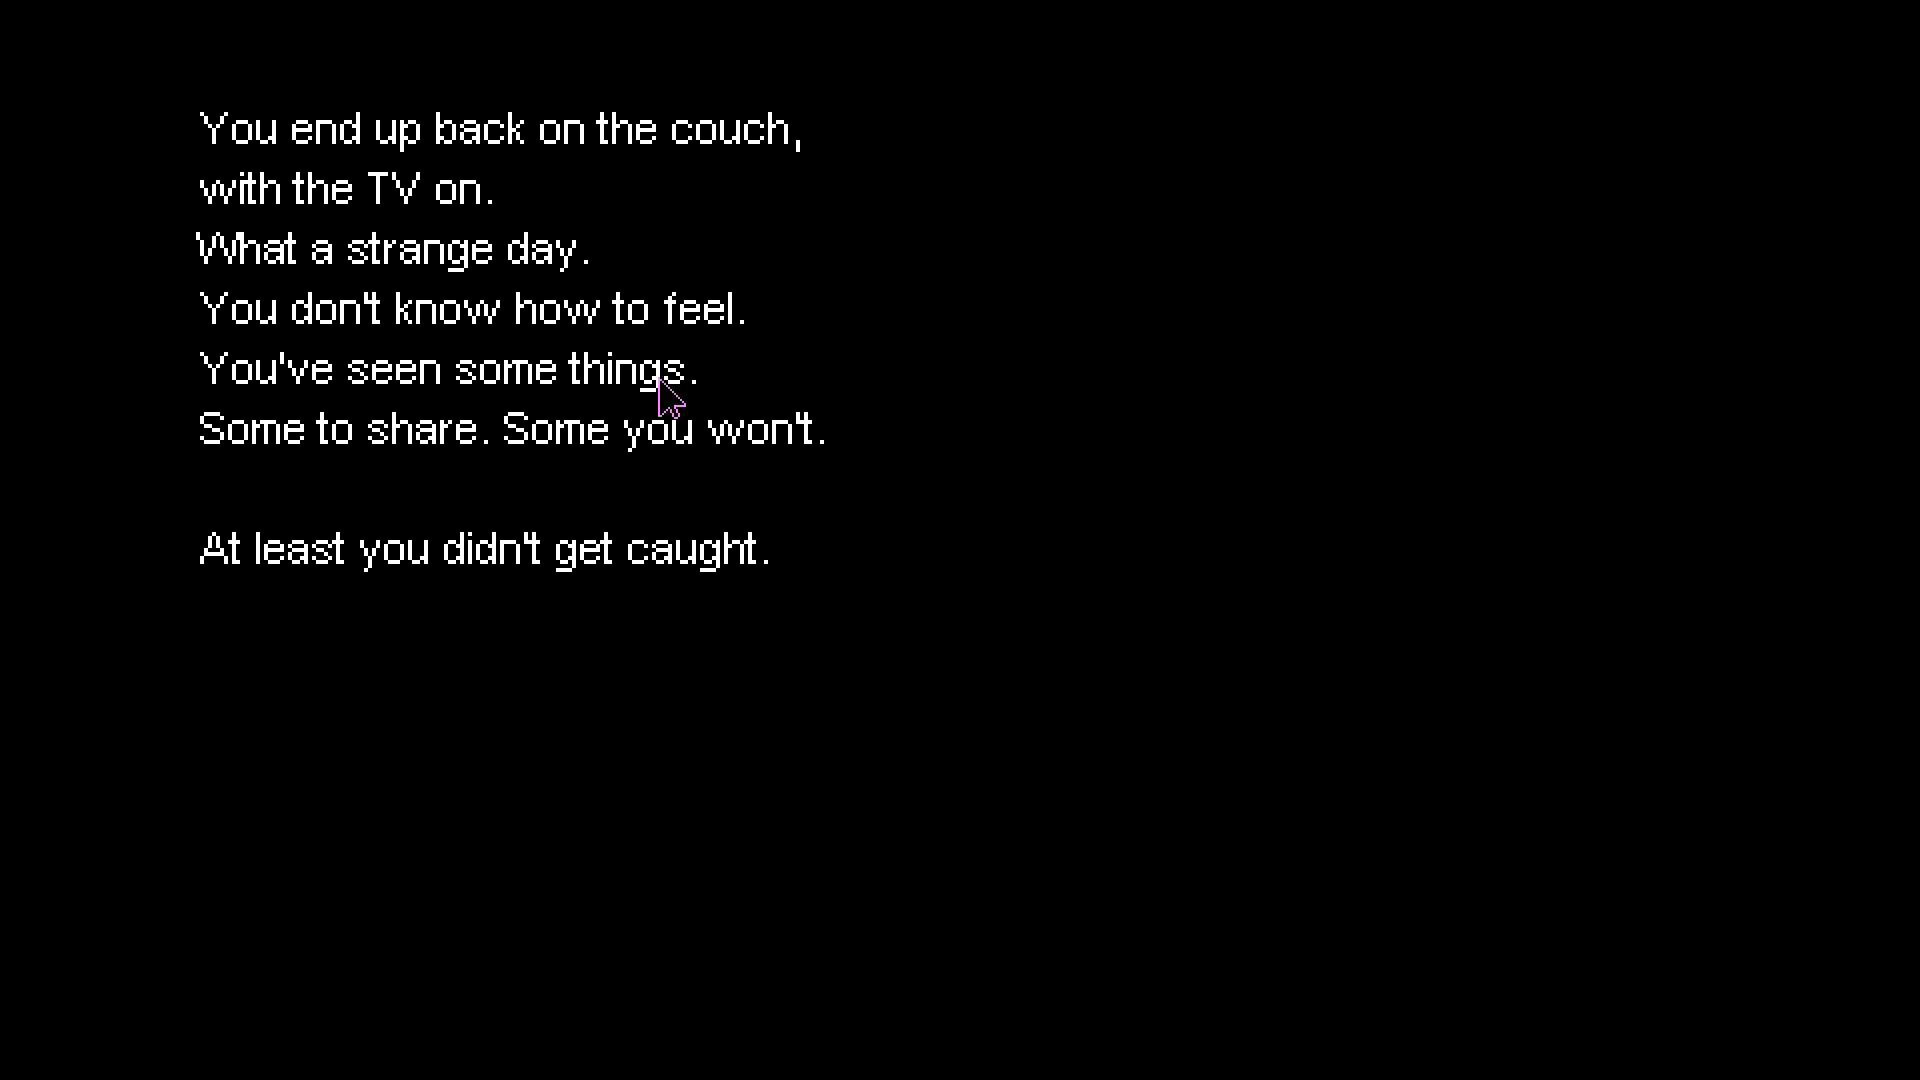 You end up back on the couch,
with the TV on.
What a strange day.
You don't know how to feel.
You've seen some things.
Some to share. Some you won't.
At least you didn't get caught.